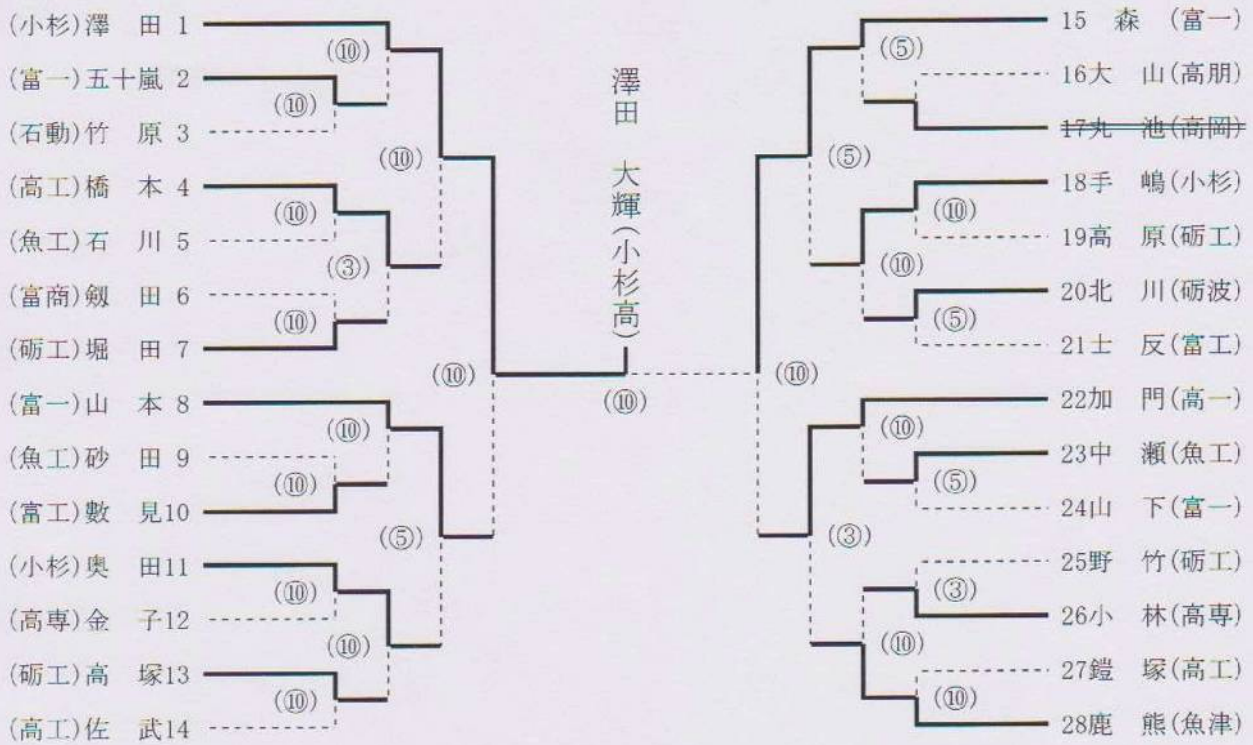 (小杉)澤 田 1
(⑩)
(富一)五十嵐 2
(⑩)
(石動)竹 原 3
(⑩)
(高工)橋 本 4
(⑩)
(魚工)石 川 5
(③)
(富商)剱 田 6
(⑩)
(砺工)堀 田 7
(⑩)
(富一)山 本 8
(⑩)
(魚工)砂 田 9
(⑩)
(富工)數 見10
(⑤)
(小杉)奥 田11
(⑩)
(高専)金 子12
(⑩)
(砺工)高 塚13
(⑩)
(高工)佐 武14
澤田 大輝(小杉高)
(⑩)
15 森 (富一)
(⑤)
16大 山(高朋)
17丸 池(高岡)
(⑤)
18手 嶋(小杉)
(⑩)
19高 原(砺工)
(⑩)
20北 川(砺波)
(⑤)
21士 反(富工)
(⑩)
22加 門(高一)
(⑩)
23中 瀬(魚工)
(⑤)
24山 下(富一)
(③)
25野 竹(砺工)
(③)
26小 林(高専)
(⑩)
27鎧 塚(高工)
(⑩)
28鹿 熊(魚津)